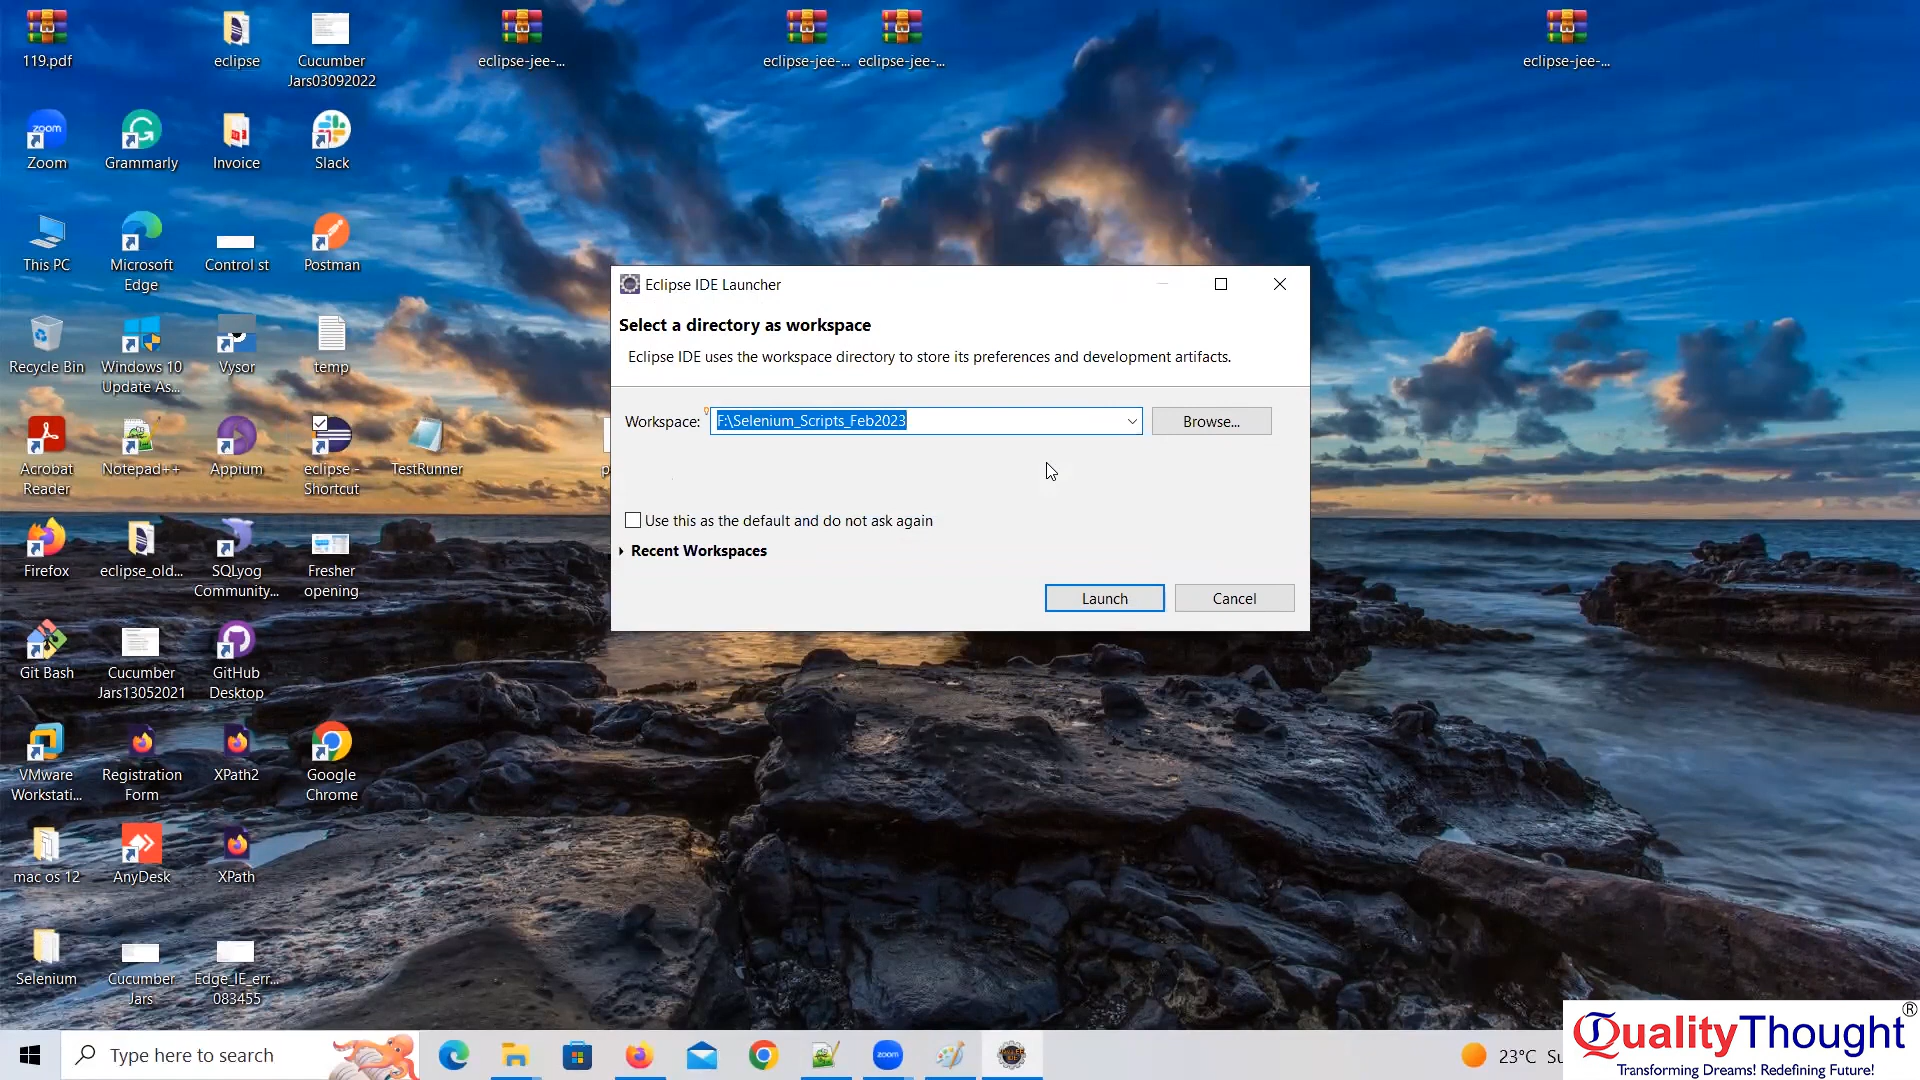 119.pdf
eclipse
Cucumber
Jars03092022
eclipse-jee-...
eclipse-jee-...
eclipse-jee-...
eclipse-jee-...
zoom
Zoom
Grammarly
Invoice
Slack
This PC
Microsoft
Edge
Control st
Postman
Recycle Bin
Windows 10
Update As...
Vysor
temp
Acrobat
Reader
Notepad++
Appium
eclipse -
Shortcut
TestRunner
Firefox
eclipse_old...
SQLyog
Community...
Fresher
opening
Git Bash
Cucumber
Jars13052021
GitHub
Desktop
VMware
Workstati...
Registration
Form
XPath2
Google
Chrome
mac os 12
AnyDesk
XPath
Selenium
Cucumber
Jars
Edge_IE_err...
083455
Eclipse IDE Launcher
Select a directory as workspace
Eclipse IDE uses the workspace directory to store its preferences and development artifacts.
Workspace: F:\Selenium_Scripts_Feb2023 Browse...
Use this as the default and do not ask again
Recent Workspaces
Launch Cancel
Type here to search
zoom
23°C Su
QualityThought®
Transforming Dreams! Redefining Future!